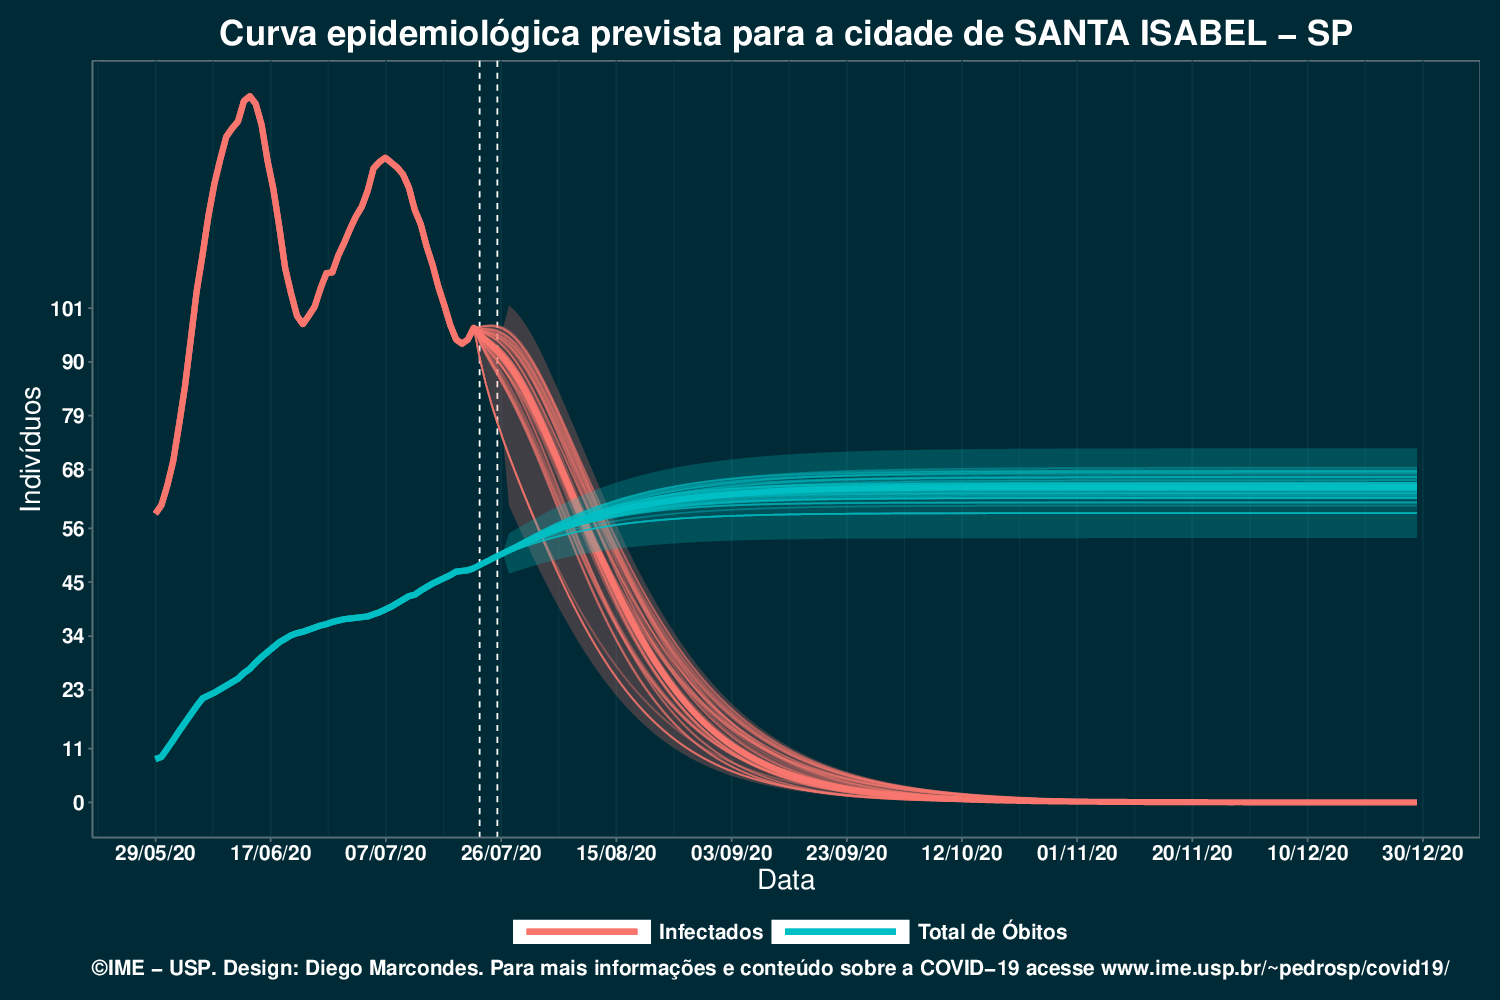 Curva epidemiológica prevista para a cidade de SANTA ISABEL – SP
Indivíduos
101
90
79
68
56
45
34
23
11
0
29/05/20 17/06/20 07/07/20 26/07/20 15/08/20 03/09/20 23/09/20 12/10/20 01/11/20 20/11/20 10/12/20 30/12/20
Data
Infectados Total de Óbitos
©IME – USP. Design: Diego Marcondes. Para mais informações e conteúdo sobre a COVID–19 acesse www.ime.usp.br/~pedrosp/covid19/